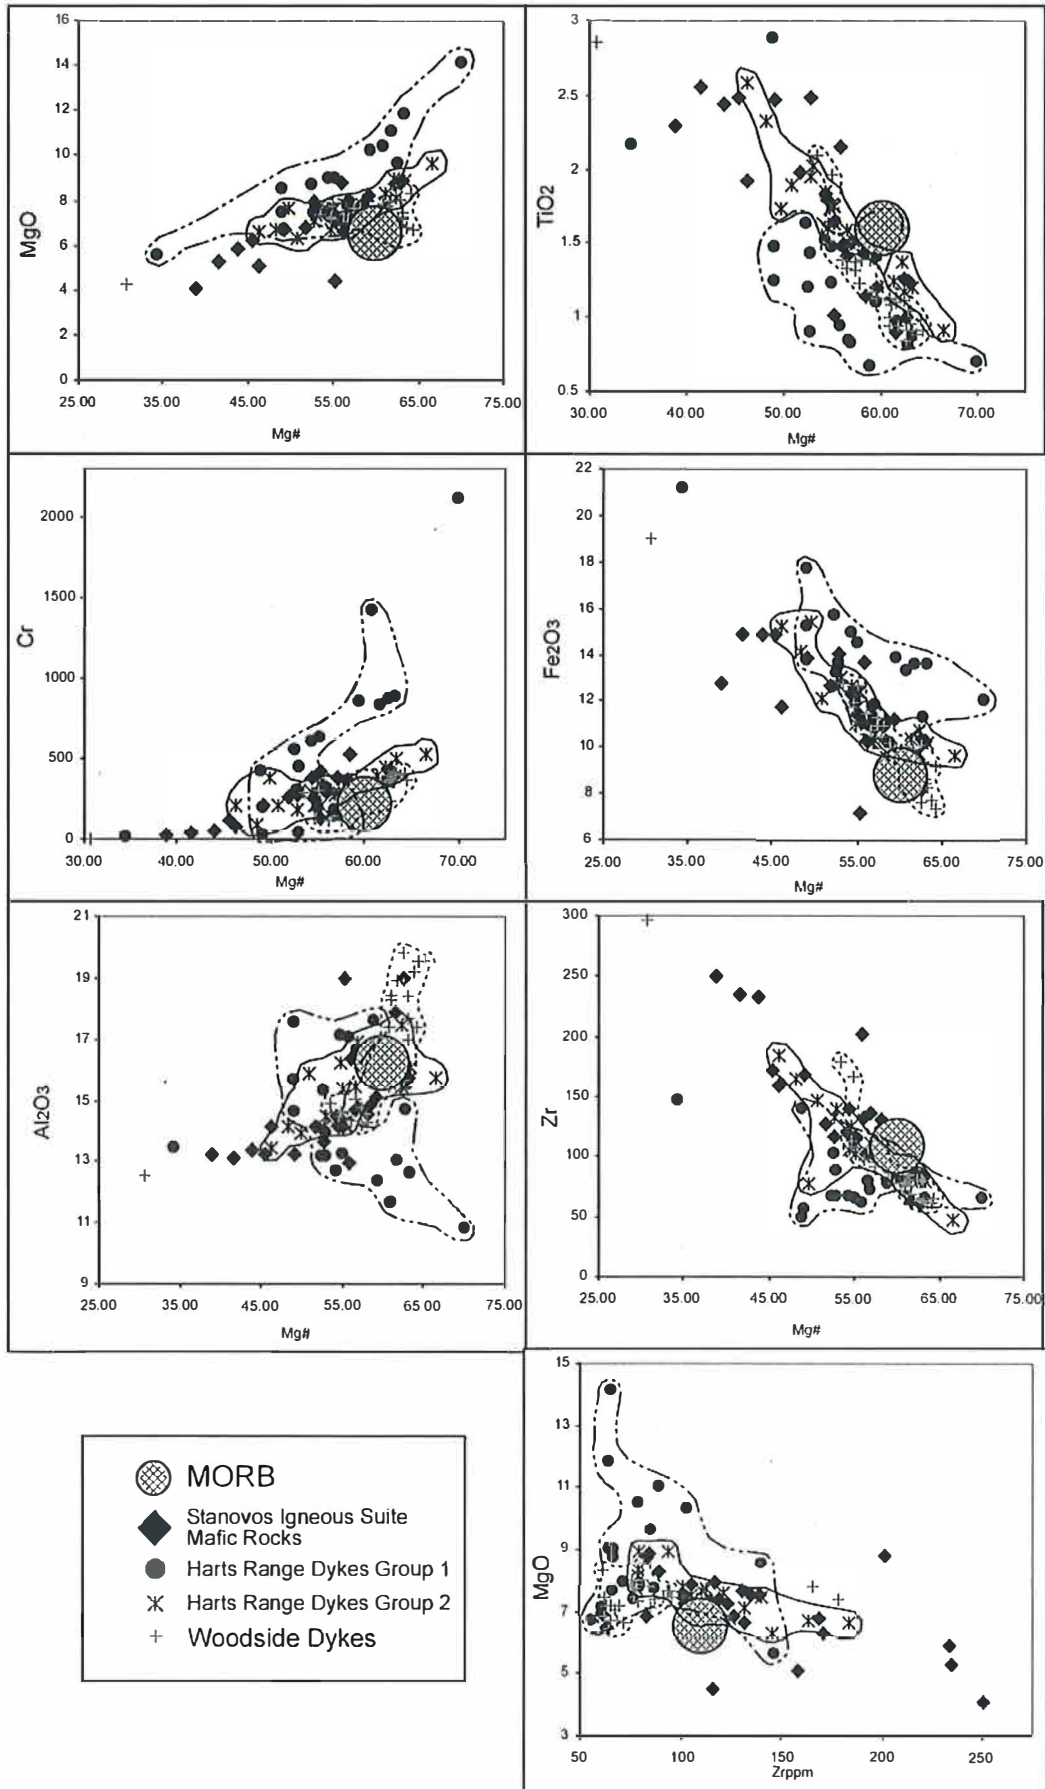 16
14
12
10
8
6
4
2
0
MgO
25.00 35.00 45.00 55.00 65.00 75.00
Mg#
3
2.5
2
1.5
1
0.5
TiO2
30.00 40.00 50.00 60.00 70.00
Mg#
2000
1500
1000
500
0
Cr
30.00 40.00 50.00 60.00 70.00
Mg#
22
20
18
16
14
12
10
8
6
Fe2O3
25.00 35.00 45.00 55.00 65.00 75.00
Mg#
21
19
17
15
13
11
9
Al2O3
25.00 35.00 45.00 55.00 65 00 75.00
Mg#
300
250
200
150
100
50
0
Zr
25.00 35.00 45.00 55.00 65.00 75.00
Mg#
15
13
11
9
7
5
3
MgO
50 100 150 200 250
Zrppm
MORB
Stanovos Igneous Suite
Mafic Rocks
Harts Range Dykes Group 1
Harts Range Dykes Group 2
Woodside Dykes